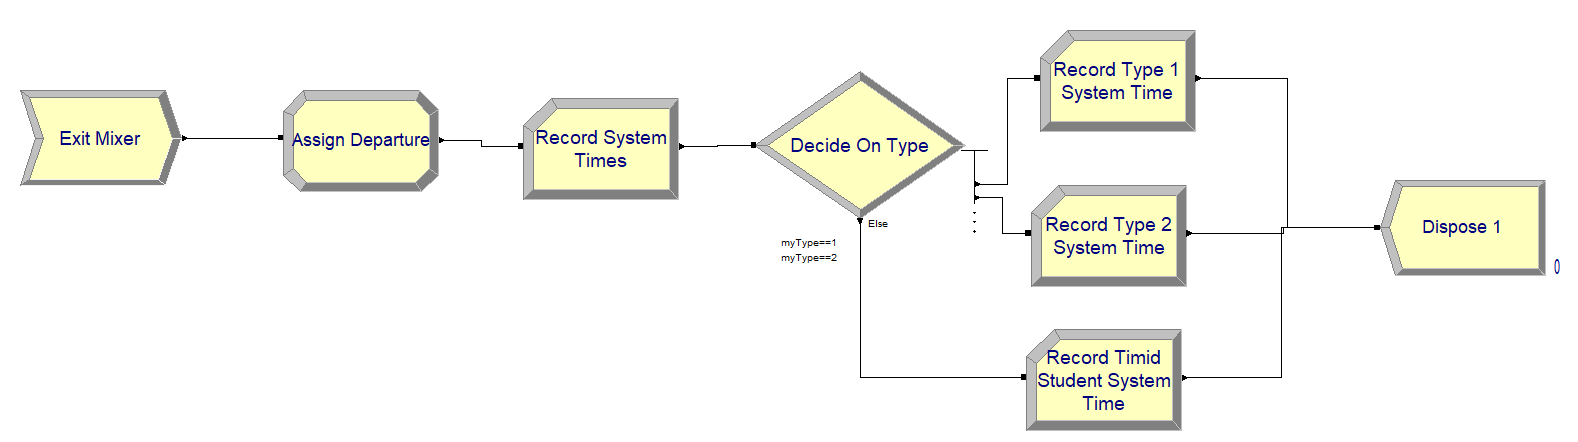 Exit Mixer
Assign Departure
Record System
Times
Decide On Type
Else
myType==1
myType==2
Record Type 1
System Time
Record Type 2
System Time
Record Timid
Student System
Time
Dispose 1
0